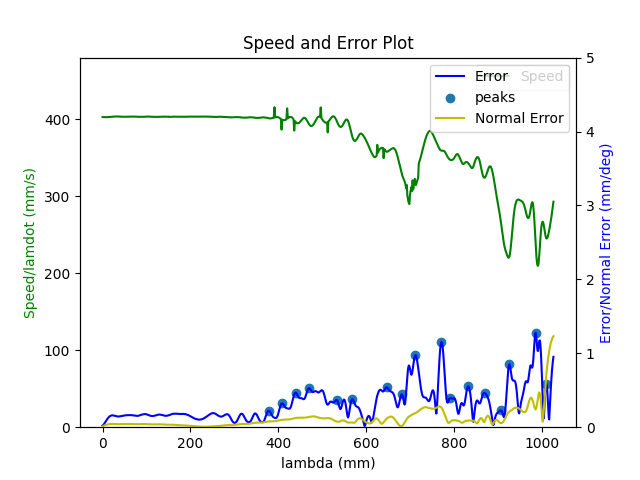 Speed and Error Plot
Speed/lamdot (mm/s)
400
300
200
100
0
Error
Speed
peaks
Normal Error
5
4
3
2
1
0
Error/Normal Error (mm/deg)
0
200
400
600
800
1000
lambda (mm)